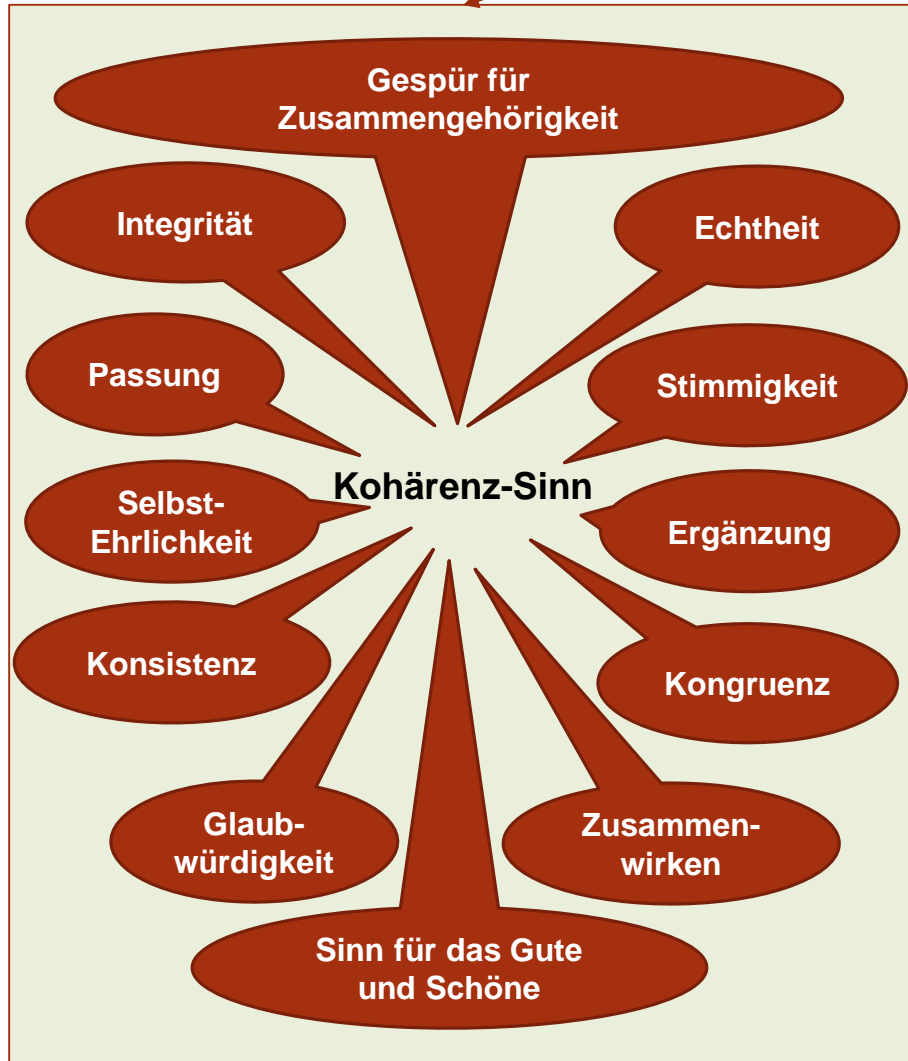 Gespür für
Zusammengehörigkeit
Integrität
Echtheit
Passung
Stimmigkeit
Kohärenz-Sinn
Selbst-
Ehrlichkeit
Ergänzung
Konsistenz
Kongruenz
Glaub-
würdigkeit
Zusammen-
wirken
Sinn für das Gute
und Schöne